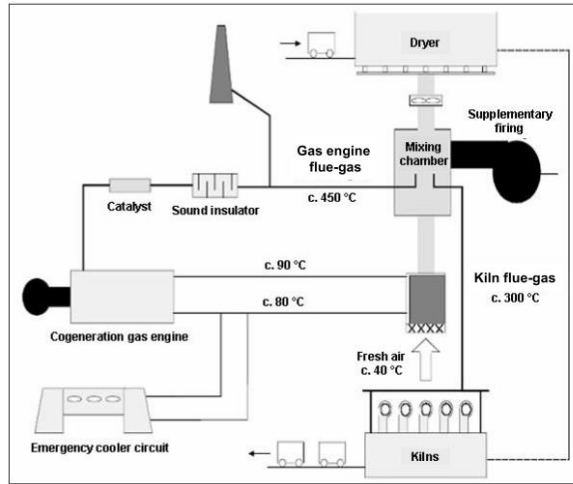 Dryer
Supplementary
firing
Mixing
chamber
Gas engine
flue-gas
c. 450 °C
Catalyst
Sound insulator
c. 90 °C
c. 80 °C
Kiln flue-gas
c. 300 °C
Cogeneration gas engine
Fresh air
c. 40 °C
Emergency cooler circuit
Kilns